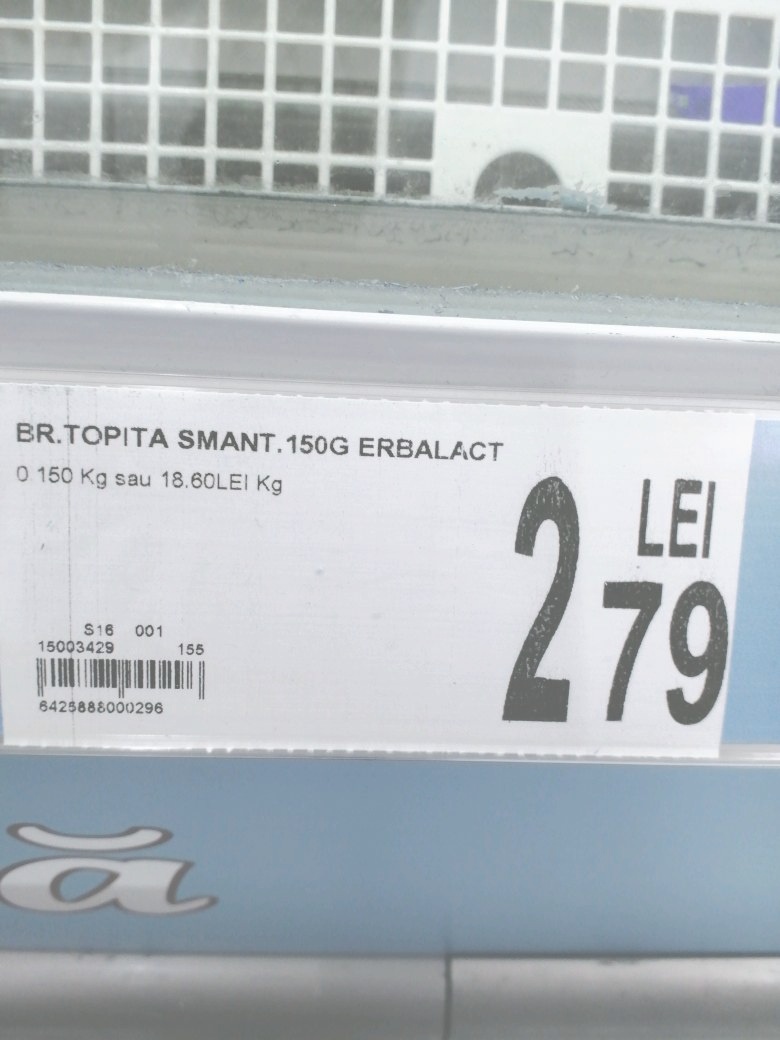 BR.TOPITA SMANT.150G ERBALACT
0.150 Kg sau 18.60LEI Kg
2 79 LEI
S16 001
15003429 155
6425888000296
ă